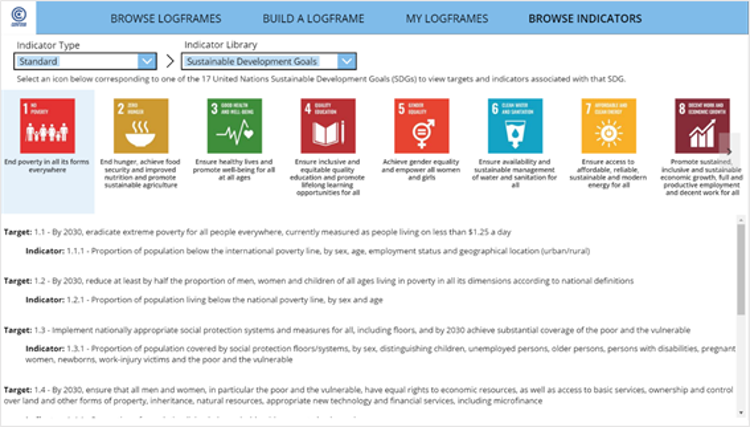 BROWSE LOGFRAMES BUILD A LOGFRAME MY LOGFRAMES BROWSE INDICATORS
Indicator Type Indicator Library
Standard Sustainable Development Goals
Select an icon below corresponding to one of the 17 United Nations Sustainable Development Goals (SDGs) to view targets and indicators associated with that SDG.
1 NO POVERTY
End poverty in all its forms
everywhere
2 ZERO HUNGER
End hunger, achieve food
security and improved
nutrition and promote
sustainable agriculture
3 GOOD HEALTH AND WELL-BEING
Ensure healthy lives and
promote well-being for all
at all ages
4 QUALITY EDUCATION
Ensure inclusive and
equitable quality
education and promote
lifelong learning
opportunities for all
5 GENDER EQUALITY
Achieve gender equality
and empower all women
and girls
6 CLEAN WATER AND SANITATION
Ensure availability and
sustainable management
of water and sanitation for
all
7 AFFORDABLE AND CLEAN ENERGY
Ensure access to
affordable, reliable,
sustainable and modern
energy for all
8 DECENT WORK AND ECONOMIC GROWTH
Promote sustained,
inclusive and sustainable
economic growth, full and
productive employment
and decent work for all
Target: 1.1 - By 2030, eradicate extreme poverty for all people everywhere, currently measured as people living on less than $1.25 a day
Indicator: 1.1.1 - Proportion of population below the international poverty line, by sex, age, employment status and geographical location (urban/rural)
Target: 1.2 - By 2030, reduce at least by half the proportion of men, women and children of all ages living in poverty in all its dimensions according to national definitions
Indicator: 1.2.1 - Proportion of population living below the national poverty line, by sex and age
Target: 1.3 - Implement nationally appropriate social protection systems and measures for all, including floors, and by 2030 achieve substantial coverage of the poor and the vulnerable
Indicator: 1.3.1 - Proportion of population covered by social protection floors/systems, by sex, distinguishing children, unemployed persons, older persons, persons with disabilities, pregnant
women, newborns, work-injury victims and the poor and the vulnerable
Target: 1.4 - By 2030, ensure that all men and women, in particular the poor and the vulnerable, have equal rights to economic resources, as well as access to basic services, ownership and control
over land and other forms of property, inheritance, natural resources, appropriate new technology and financial services, including microfinance